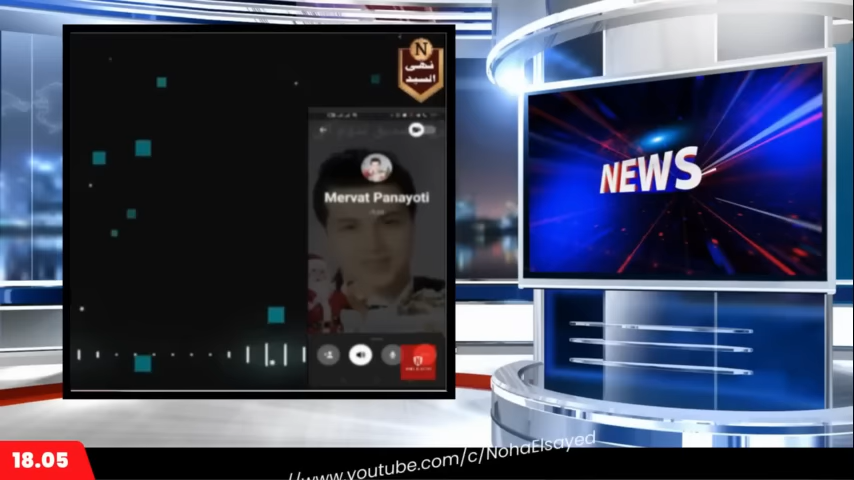 N
نهى
السيد
Mervat Panayoti
NEWS
18.05
//www.youtube.com/c/NohaElsayed